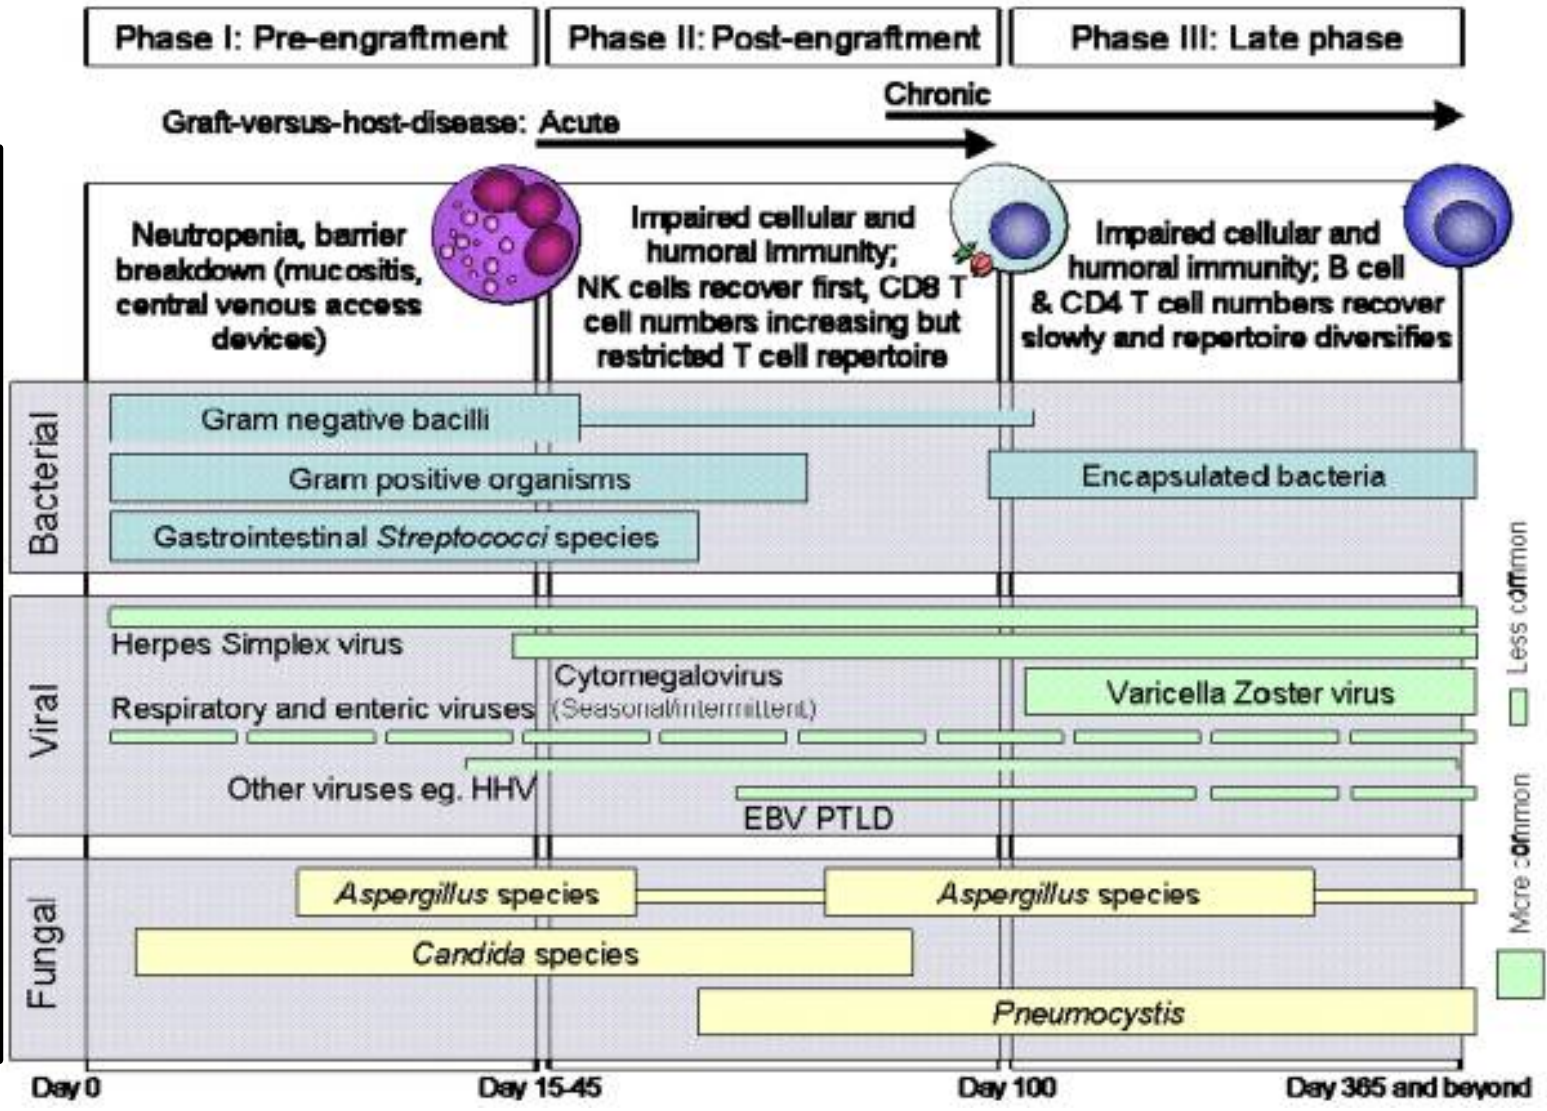 Phase I: Pre-engraftment
Phase II: Post-engraftment
Phase III: Late phase
Chronic
Graft-versus-host-disease: Acute
Neutropenia, barrier
breakdown (mucositis,
central venous access
devices)
Impaired cellular and
humoral immunity;
NK cells recover first, CD8 T
cell numbers increasing but
restricted T cell repertoire
Impaired cellular and
humoral immunity; B cell
& CD4 T cell numbers recover
slowly and repertoire diversifies
Bacterial
Gram negative bacilli
Gram positive organisms
Encapsulated bacteria
Gastrointestinal Streptococci species
Viral
Herpes Simplex virus
Cytomegalovirus
Varicella Zoster virus
Respiratory and enteric viruses (Seasonal/intermittent)
Other viruses eg. HHV
EBV PTLD
Fungal
Aspergillus species
Aspergillus species
Candida species
Pneumocystis
Less common
More common
Day 0
Day 15-45
Day 100
Day 365 and beyond